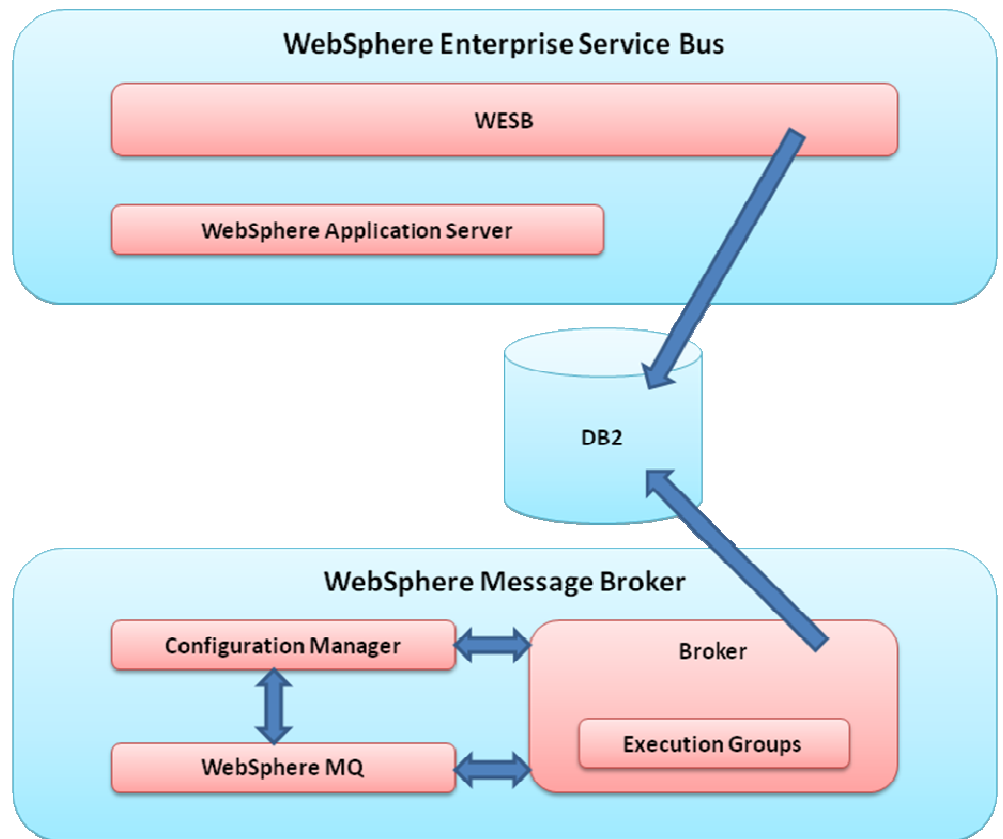 WebSphere Enterprise Service Bus
WESB
WebSphere Application Server
DB2
WebSphere Message Broker
Configuration Manager
Broker
Execution Groups
WebSphere MQ